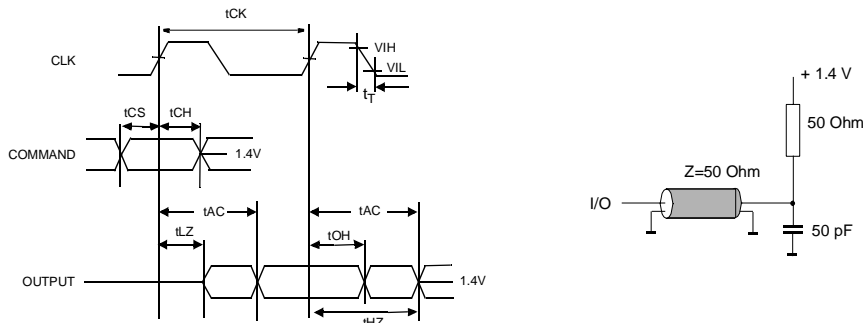 tCK
CLK
VIH
VIL
tT
tCS
tCH
COMMAND
1.4V
tAC
tAC
tLZ
tOH
OUTPUT
1.4V
tHZ
+ 1.4 V
50 Ohm
Z=50 Ohm
I/O
50 pF